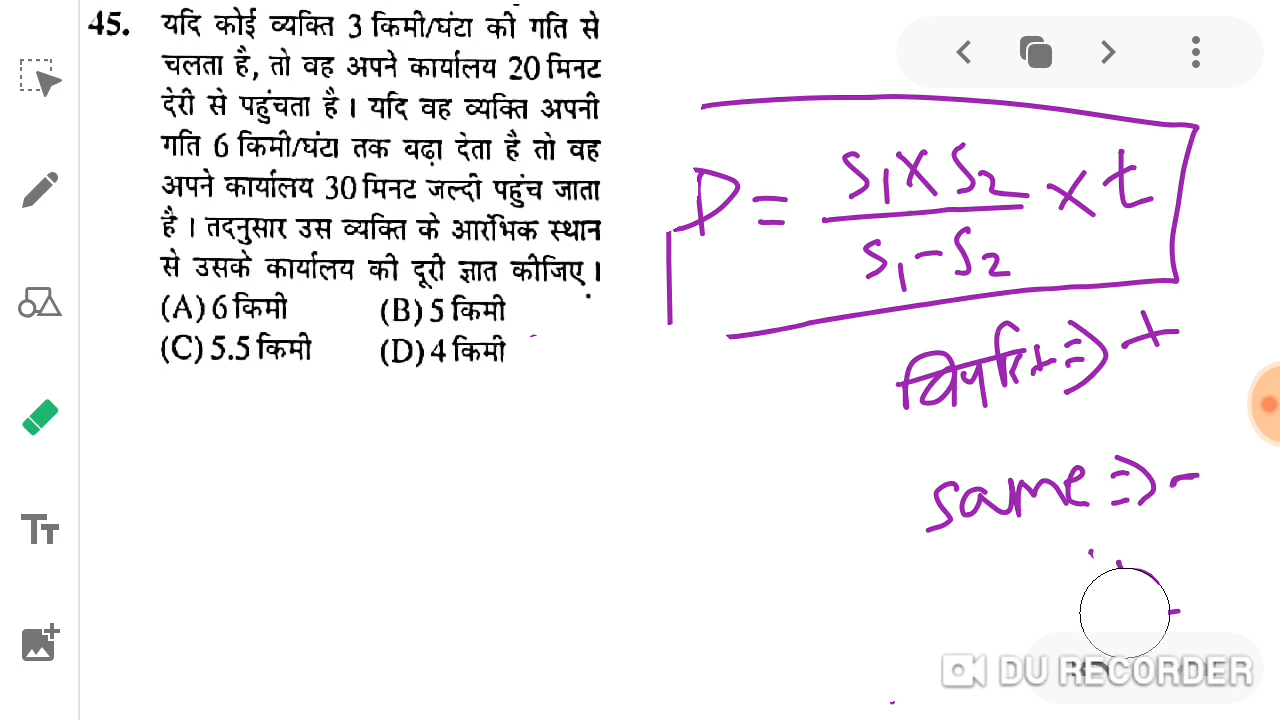 45. यदि कोई व्यक्ति 3 किमी/घंटा की गति से
चलता है, तो वह अपने कार्यालय 20 मिनट
देरी से पहुंचता है। यदि वह व्यक्ति अपनी
गति 6 किमी/घंटा तक बढ़ा देता है तो वह
अपने कार्यालय 30 मिनट जल्दी पहुंच जाता
है। तदनुसार उस व्यक्ति के आरंभिक स्थान
से उसके कार्यालय की दूरी ज्ञात कीजिए।
(A) 6 किमी (B) 5 किमी
(C) 5.5 किमी (D) 4 किमी
D = S1 × S2 / S1 - S2 × t
=> +
same => -
Tт
DU RECORDER